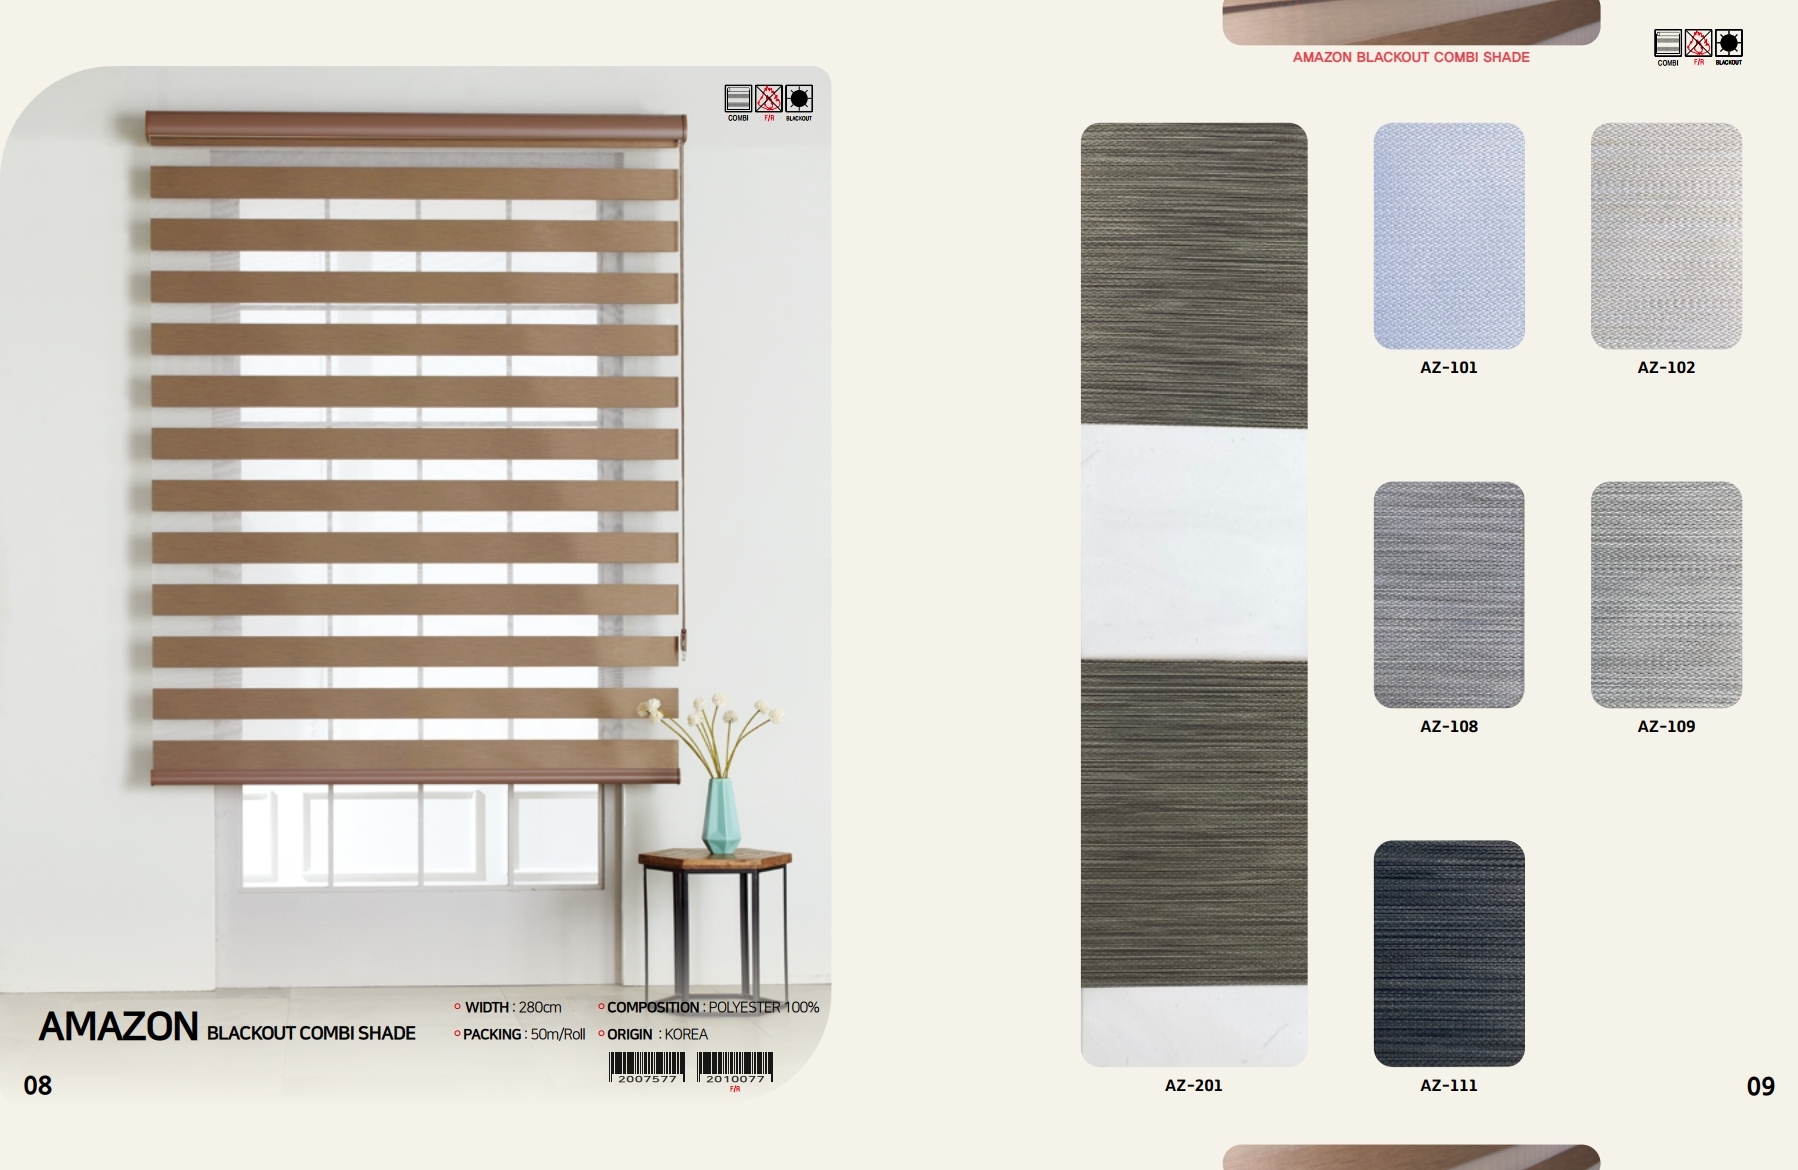 COMBI F/R BLACKOUT
AMAZON BLACKOUT COMBI SHADE
WIDTH : 280cm
COMPOSITION : POLYESTER 100%
PACKING : 50m/Roll
ORIGIN : KOREA
2007577
2010077
F/R
08
AMAZON BLACKOUT COMBI SHADE
COMBI F/R BLACKOUT
AZ-101
AZ-102
AZ-108
AZ-109
AZ-201
AZ-111
09